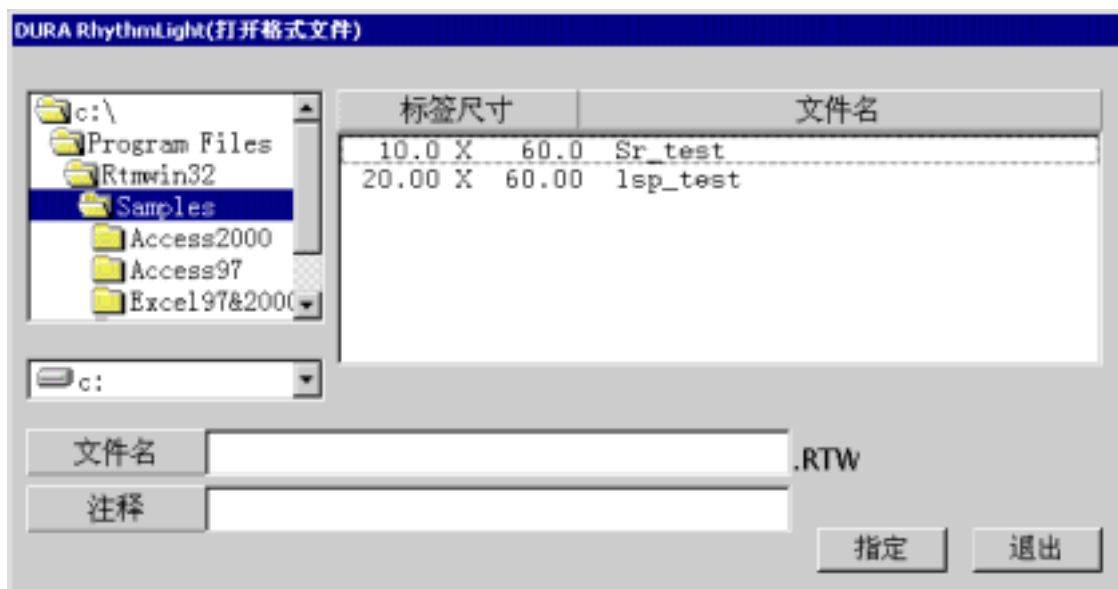 DURA RhythmLight(打开格式文件)
c:\
Program Files
Rtmwin32
Samples
Access2000
Access97
Excel97&2000
c:
标签尺寸 文件名
10.0 X 60.0 Sr_test
20.00 X 60.00 lsp_test
文件名 .RTW
注释
指定 退出